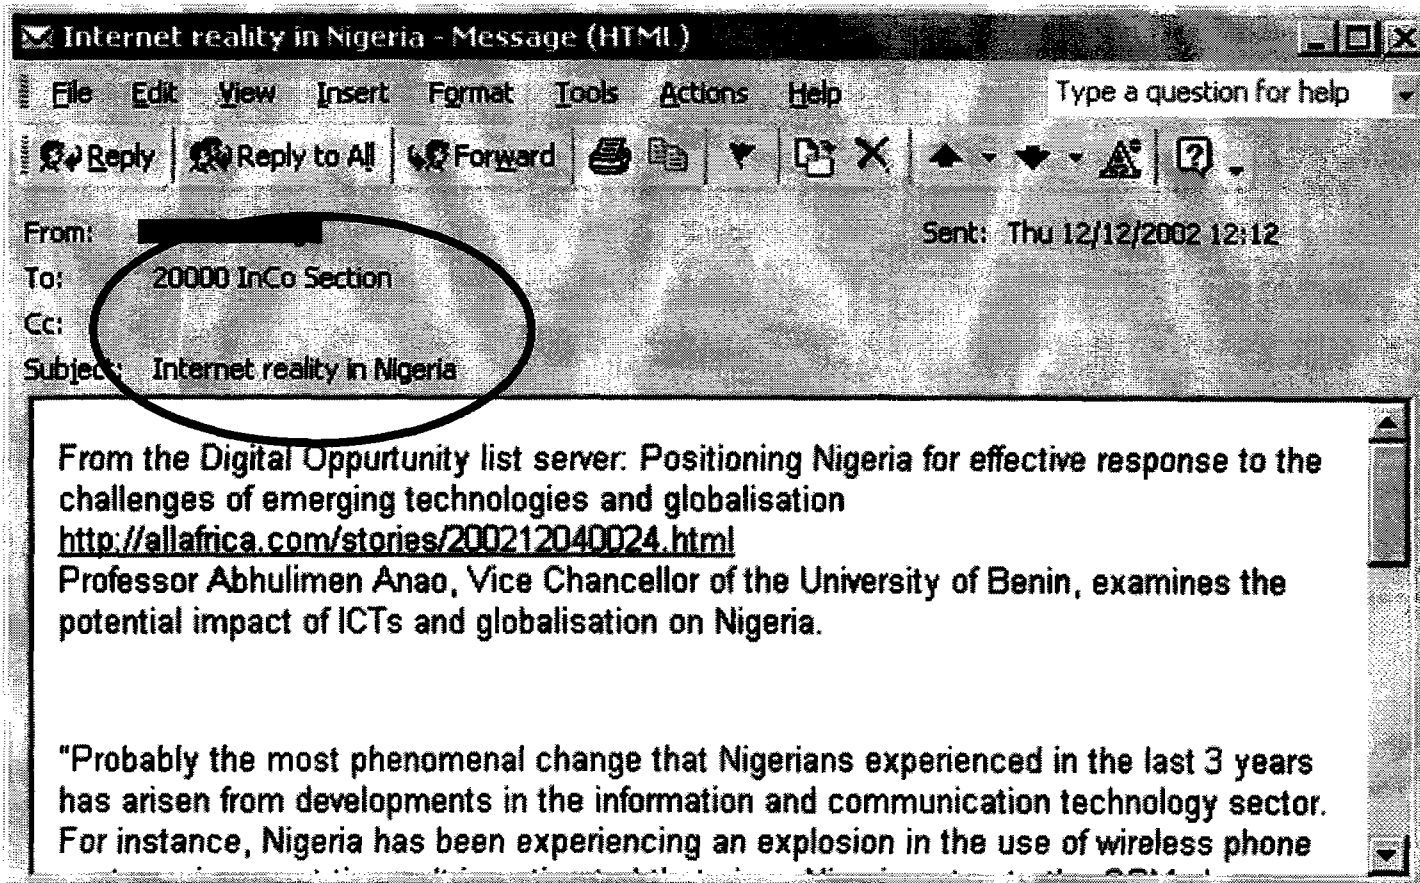 Internet reality in Nigeria - Message (HTML)
File Edit View Insert Format Tools Actions Help Type a question for help
Reply Reply to All Forward
From: Sent: Thu 12/12/2002 12:12
To: 20000 InCo Section
Cc:
Subject: Internet reality in Nigeria
From the Digital Oppurtunity list server: Positioning Nigeria for effective response to the
challenges of emerging technologies and globalisation
http://allafrica.com/stories/200212040024.html
Professor Abhulimen Anao, Vice Chancellor of the University of Benin, examines the
potential impact of ICTs and globalisation on Nigeria.
"Probably the most phenomenal change that Nigerians experienced in the last 3 years
has arisen from developments in the information and communication technology sector.
For instance, Nigeria has been experiencing an explosion in the use of wireless phone